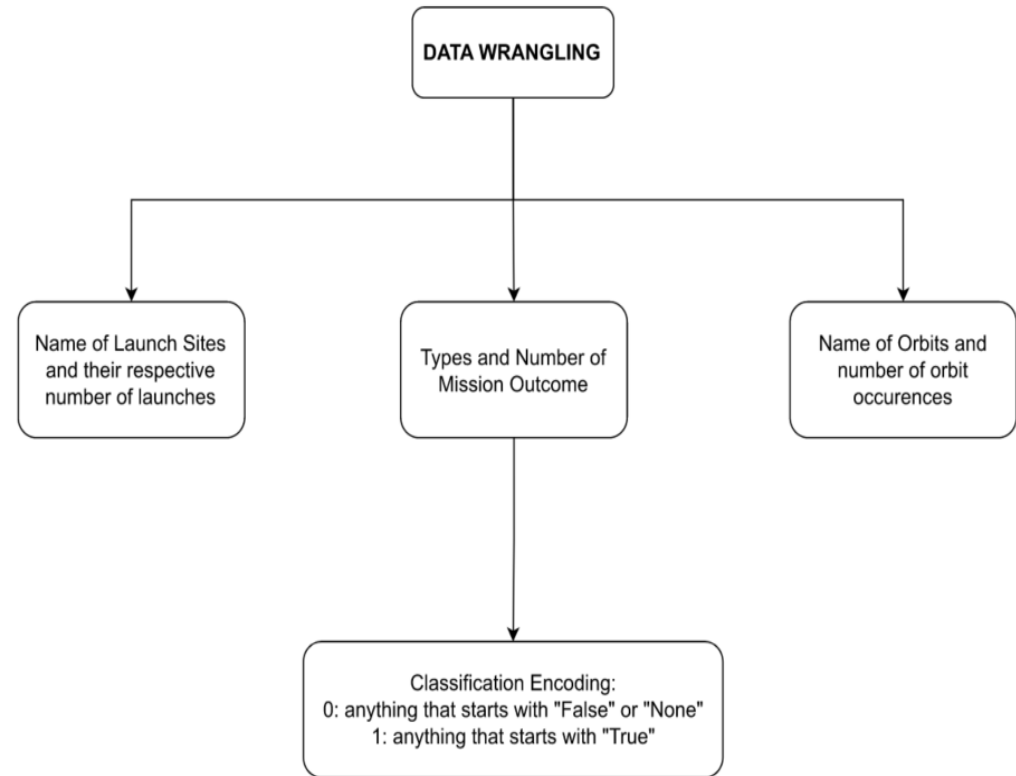 DATA WRANGLING
Name of Launch Sites
and their respective
number of launches
Types and Number of
Mission Outcome
Name of Orbits and
number of orbit
occurences
Classification Encoding:
0: anything that starts with "False" or "None"
1: anything that starts with "True"